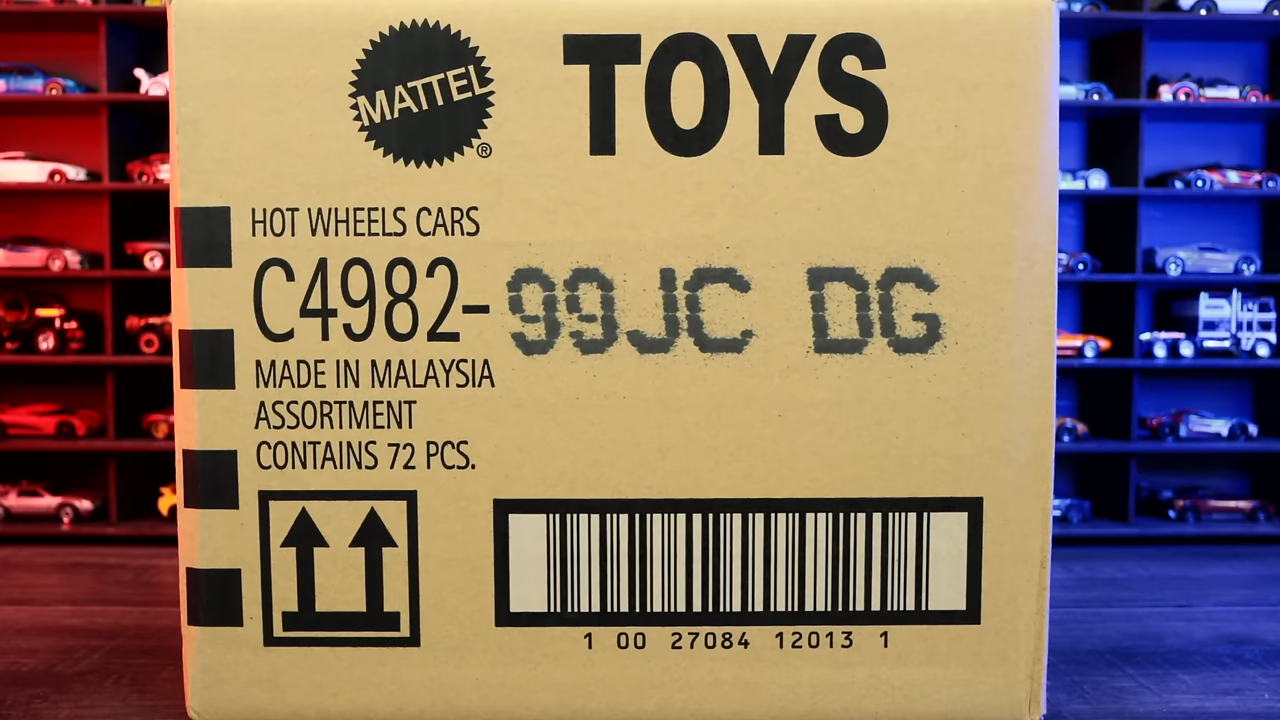 MATTEL ® TOYS
HOT WHEELS CARS
C4982-99JC DG
MADE IN MALAYSIA
ASSORTMENT
CONTAINS 72 PCS.
1 00 27084 12013 1